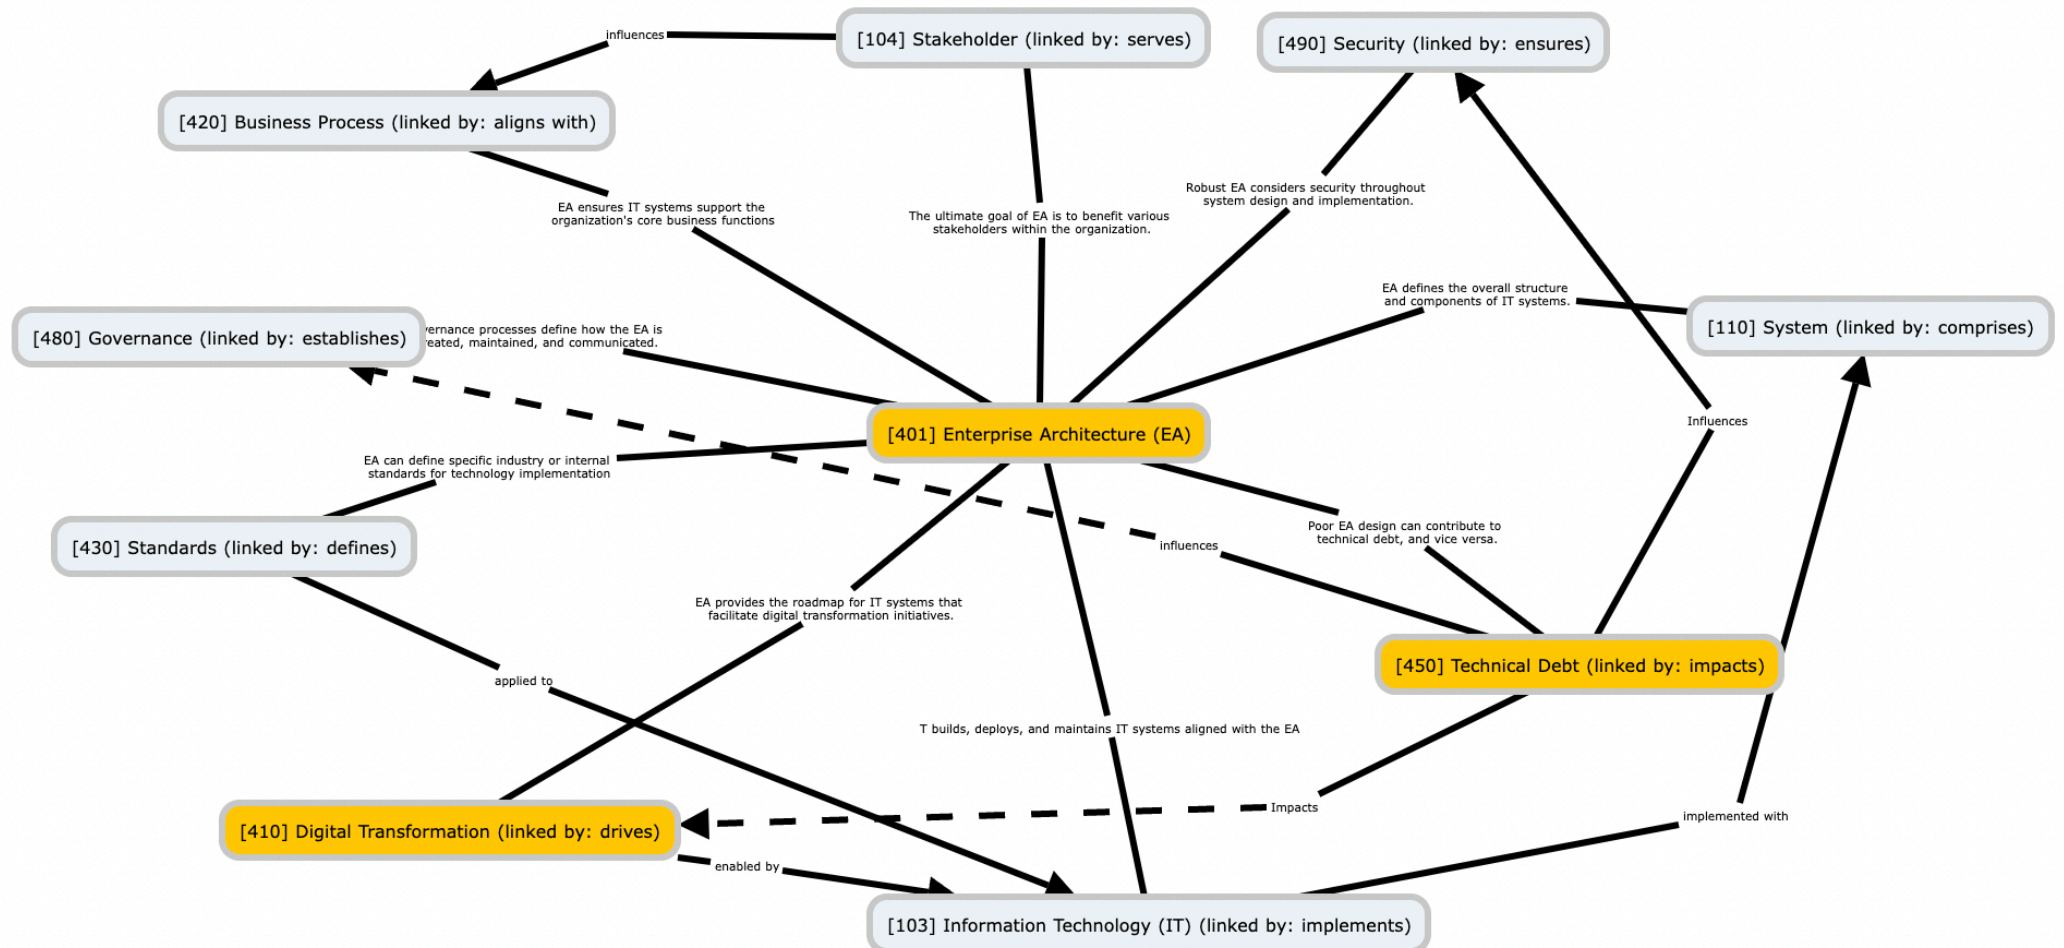 influences
[104] Stakeholder (linked by: serves)
[490] Security (linked by: ensures)
[420] Business Process (linked by: aligns with)
EA ensures IT systems support the
organization's core business functions
The ultimate goal of EA is to benefit various
stakeholders within the organization.
Robust EA considers security throughout
system design and implementation.
EA defines the overall structure
and components of IT systems.
[110] System (linked by: comprises)
[480] Governance (linked by: establishes)
vernance processes define how the EA is
reated, maintained, and communicated.
Influences
[401] Enterprise Architecture (EA)
EA can define specific industry or internal
standards for technology implementation
Poor EA design can contribute to
technical debt, and vice versa.
influences
[430] Standards (linked by: defines)
EA provides the roadmap for IT systems that
facilitate digital transformation initiatives.
[450] Technical Debt (linked by: impacts)
applied to
T builds, deploys, and maintains IT systems aligned with the EA
Impacts
implemented with
[410] Digital Transformation (linked by: drives)
enabled by
[103] Information Technology (IT) (linked by: implements)